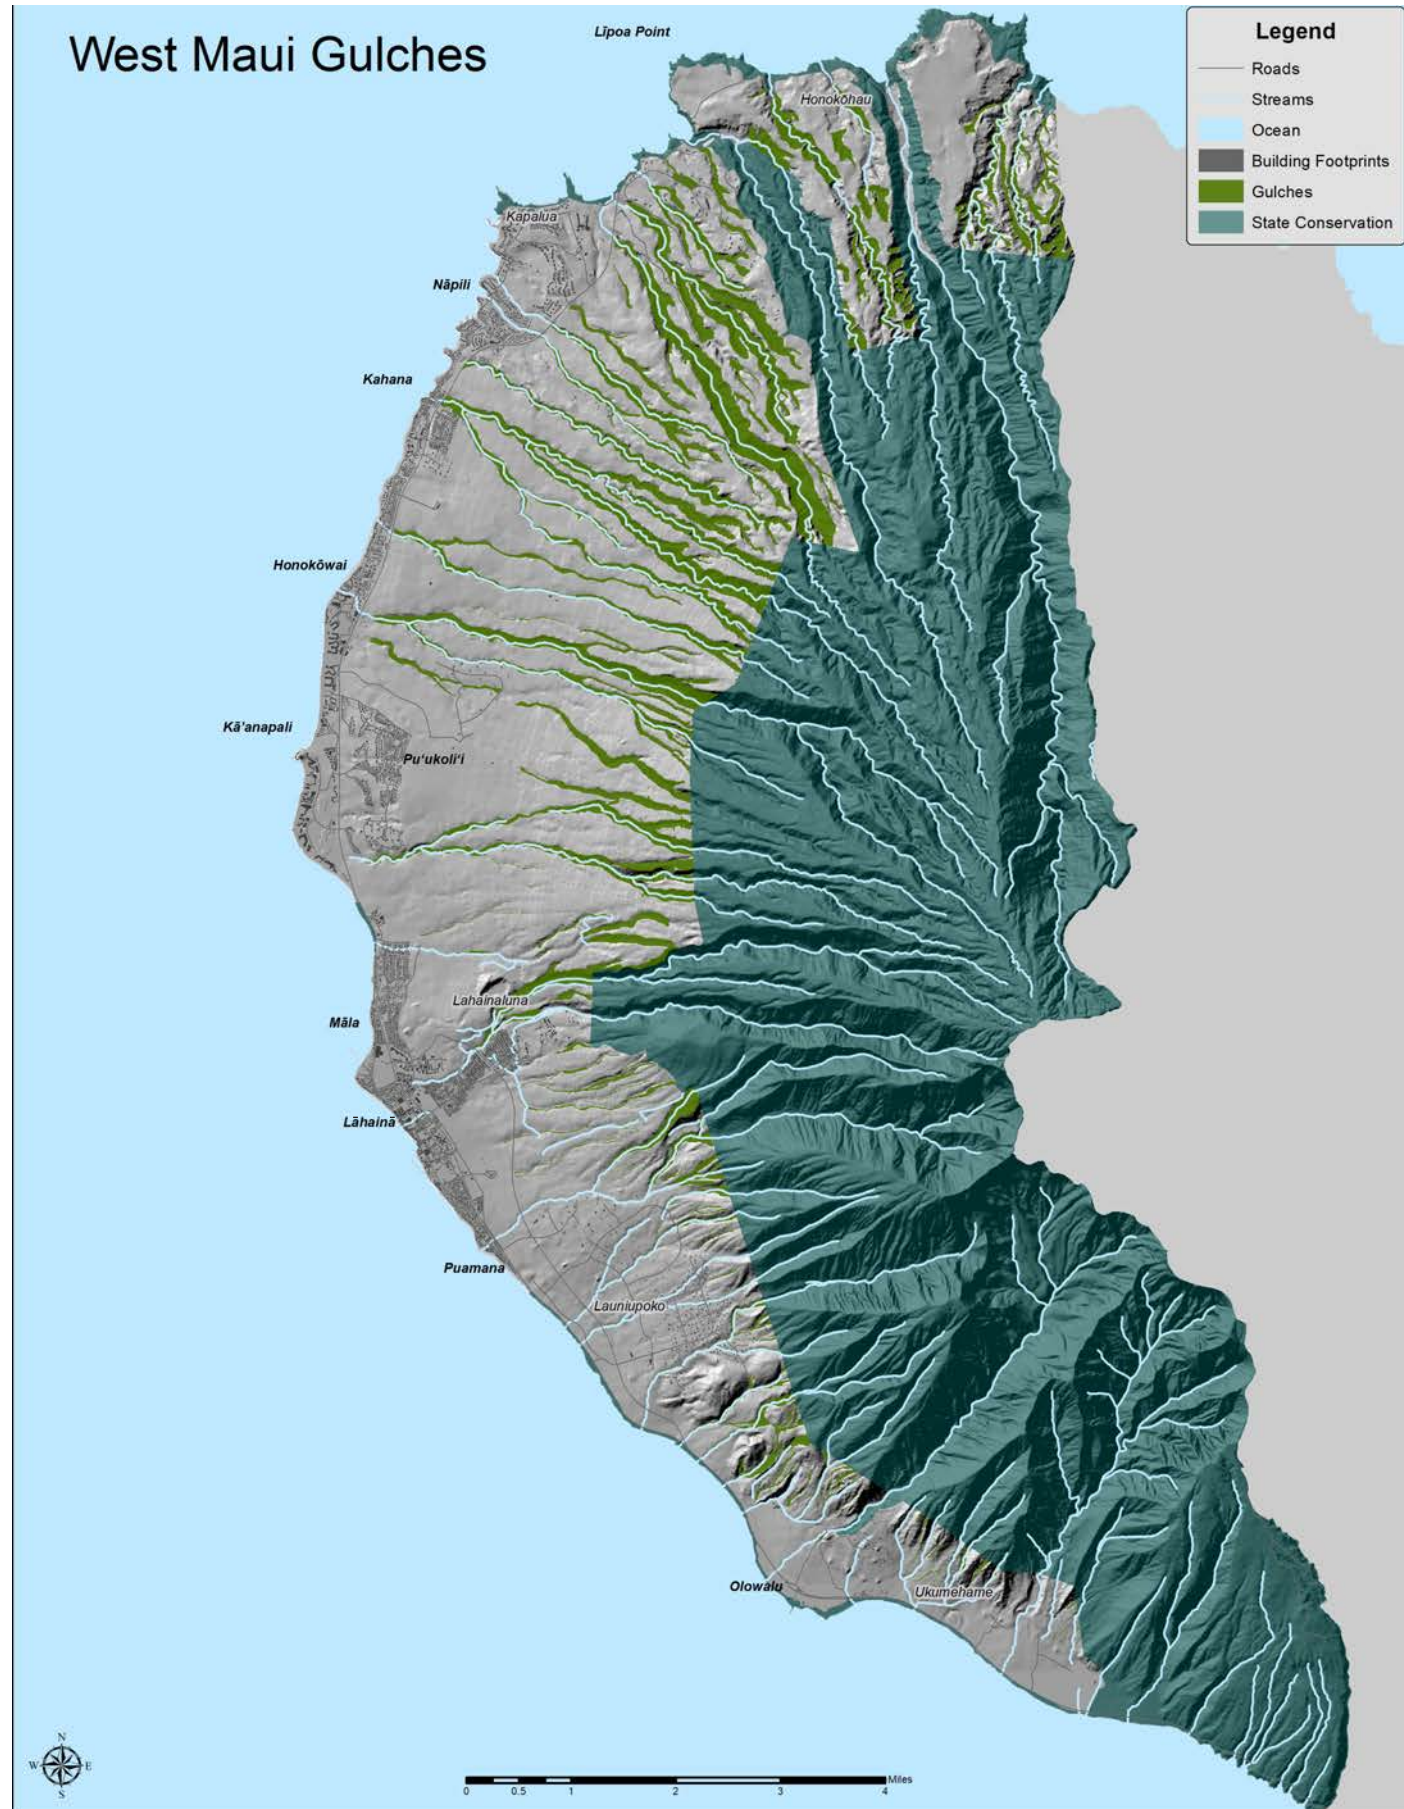 West Maui Gulches
Legend
Roads
Streams
Ocean
Building Footprints
Gulches
State Conservation
Līpoa Point
Honokōhau
Kapalua
Nāpili
Kahana
Honokōwai
Kā'anapali
Pu'ukoli'i
Lahainaluna
Māla
Lāhainā
Puamana
Launiupoko
Olowalu
Ukumehame
N
W E
S
Miles
0 0.5 1 2 3 4